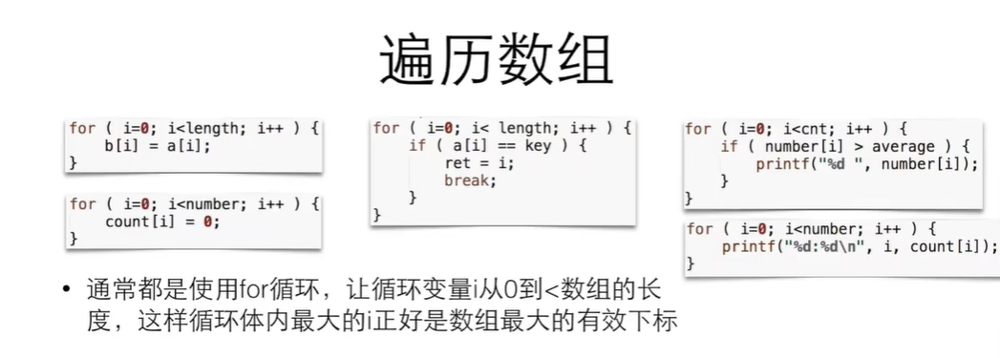 遍历数组
for ( i=0; i<length; i++ ) {
    b[i] = a[i];
}
for ( i=0; i<number; i++ ) {
    count[i] = 0;
}
for ( i=0; i< length; i++ ) {
    if ( a[i] == key ) {
        ret = i;
        break;
    }
}
for ( i=0; i<cnt; i++ ) {
    if ( number[i] > average ) {
        printf("%d ", number[i]);
    }
}
for ( i=0; i<number; i++ ) {
    printf("%d:%d\n", i, count[i]);
}
• 通常都是使用for循环，让循环变量i从0到<数组的长
度，这样循环体内最大的i正好是数组最大的有效下标